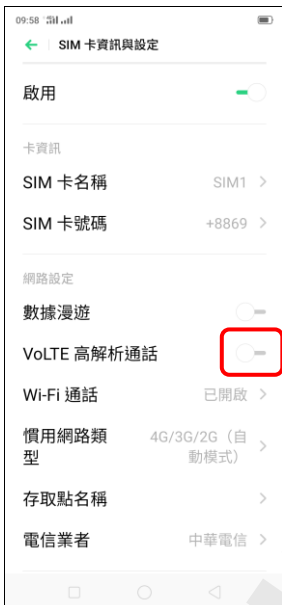 09:58
SIM 卡資訊與設定
啟用
卡資訊
SIM 卡名稱 SIM1
SIM 卡號碼 +8869
網路設定
數據漫遊
VoLTE 高解析通話
Wi-Fi 通話 已開啟
慣用網路類型 4G/3G/2G（自動模式）
存取點名稱
電信業者 中華電信